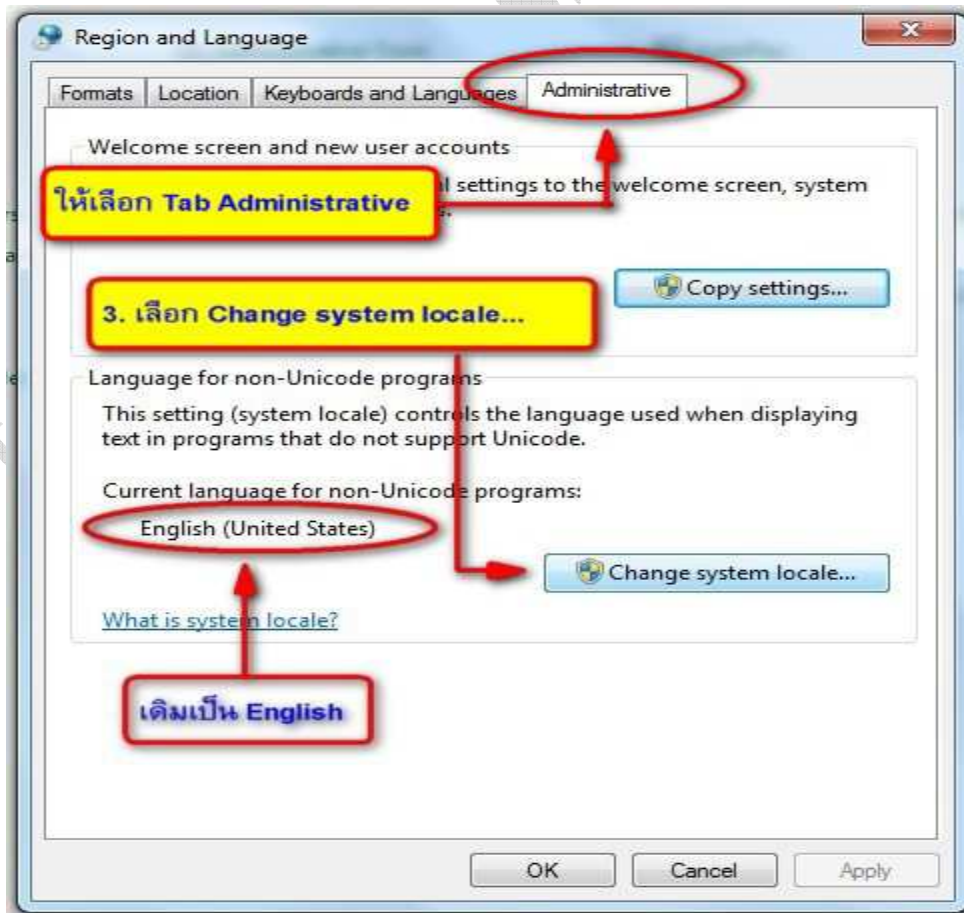 Region and Language
Formats Location Keyboards and Languages Administrative
Welcome screen and new user accounts
settings to the welcome screen, system
ให้เลือก Tab Administrative
3. เลือก Change system locale...
Copy settings...
Language for non-Unicode programs
This setting (system locale) controls the language used when displaying
text in programs that do not support Unicode.
Current language for non-Unicode programs:
English (United States)
Change system locale...
What is system locale?
เดิมเป็น English
OK Cancel Apply